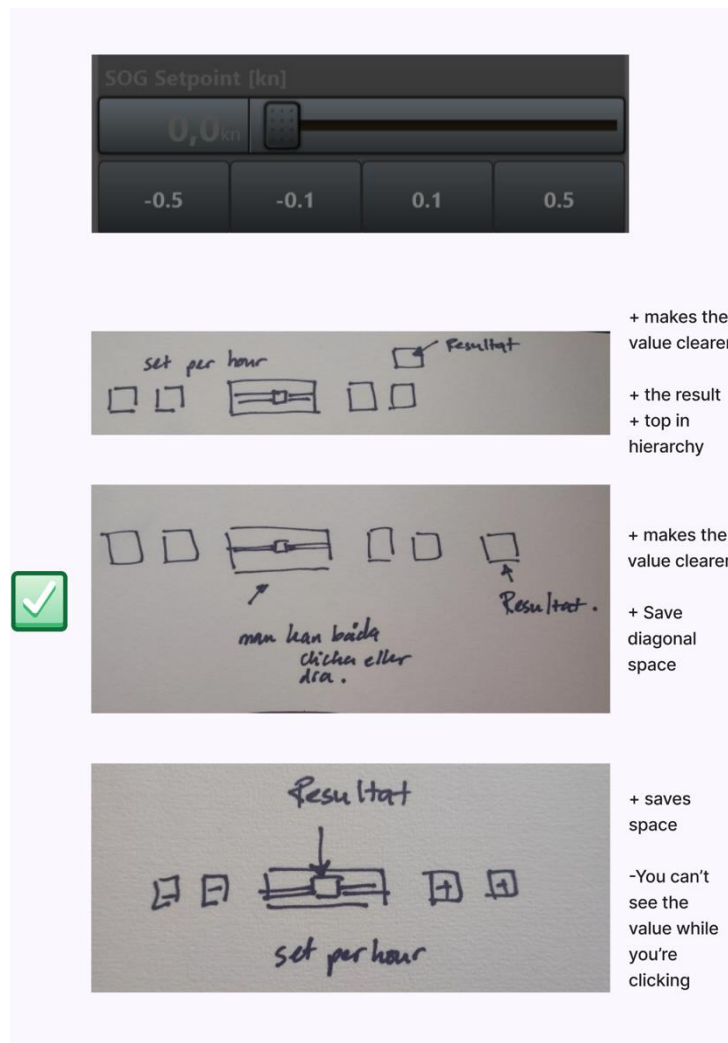 SOG Setpoint [kn]
0,0kn
-0.5 -0.1 0.1 0.5
set per hour
Resultat
+ makes the
value clearer
+ the result
+ top in
hierarchy
man kan båda
clicka eller
dra.
Resultat.
+ makes the
value clearer
+ Save
diagonal
space
Resultat
set per hour
+ saves
space
-You can't
see the
value while
you're
clicking